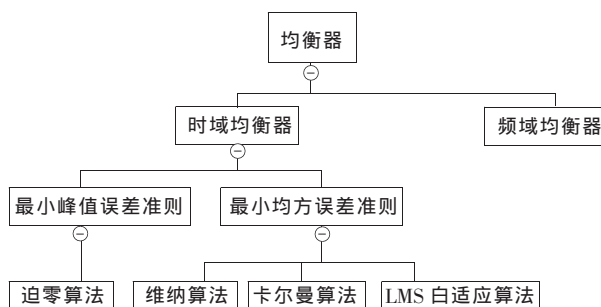 均衡器
时域均衡器
频域均衡器
最小峰值误差准则
最小均方误差准则
迫零算法
维纳算法
卡尔曼算法
LMS 白适应算法